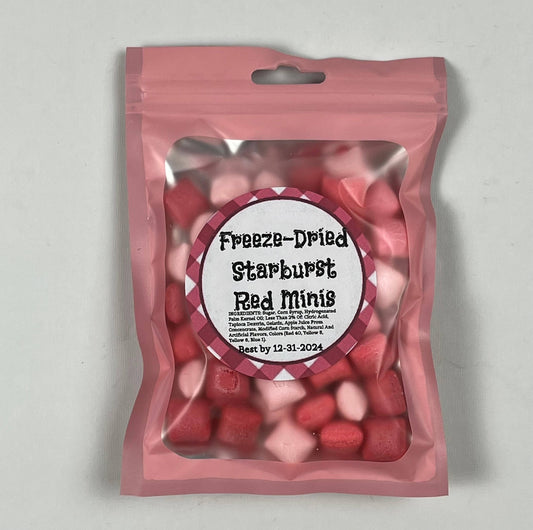 Freeze-Dried
Starburst
Red Minis
INGREDIENTS: Sugar, Corn Syrup, Hydrogenated
Palm Kernel Oil; Less Than 2% Of: Citric Acid,
Tapioca Dextrin, Gelatin, Apple Juice From
Concentrate, Modified Corn Starch, Natural And
Artificial Flavors, Colors (Red 40, Yellow 5,
Yellow 6, Blue 1).
Best by 12-31-2024